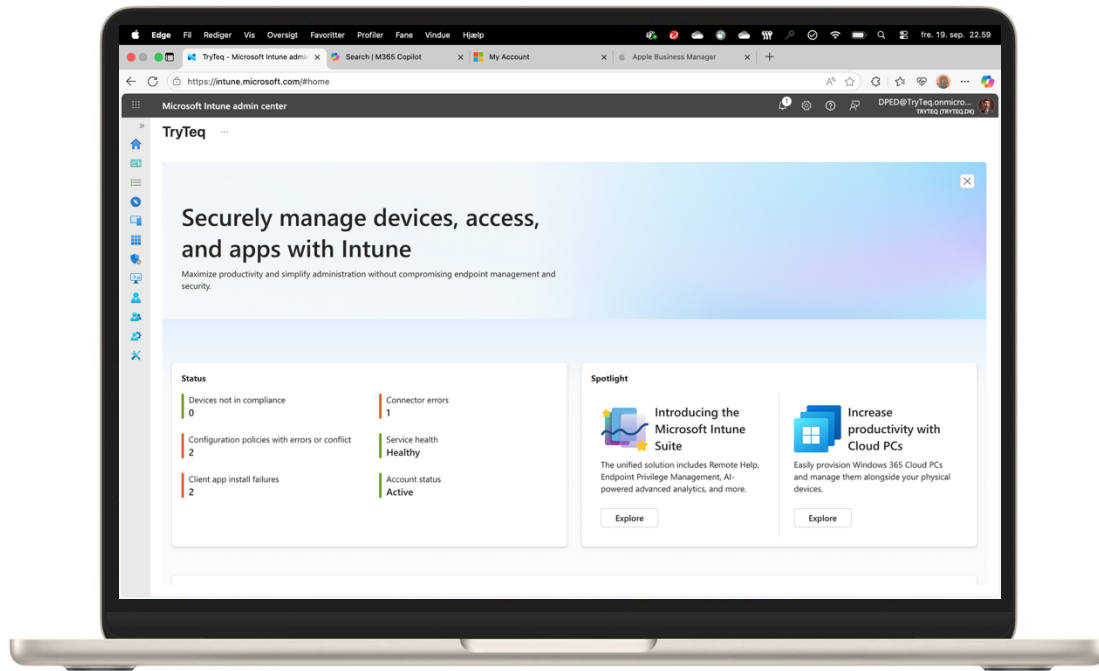 Edge Fil Rediger Vis Oversigt Favoritter Profiler Fane Vindue Hjælp fre. 19. sep. 22.59
TryTeq - Microsoft Intune admi Search | M365 Copilot My Account Apple Business Manager
https://intune.microsoft.com/#home
Microsoft Intune admin center
1
DPED@TryTeq.onmicro...
TRYTEQ (TRYTEQ.DK)
TryTeq ...
Securely manage devices, access,
and apps with Intune
Maximize productivity and simplify administration without compromising endpoint management and
security.
Status
Devices not in compliance
0
Connector errors
1
Configuration policies with errors or conflict
2
Service health
Healthy
Client app install failures
2
Account status
Active
Spotlight
Introducing the
Microsoft Intune
Suite
The unified solution includes Remote Help,
Endpoint Privilege Management, AI-
powered advanced analytics, and more.
Explore
Increase
productivity with
Cloud PCs
Easily provision Windows 365 Cloud PCs
and manage them alongside your physical
devices.
Explore